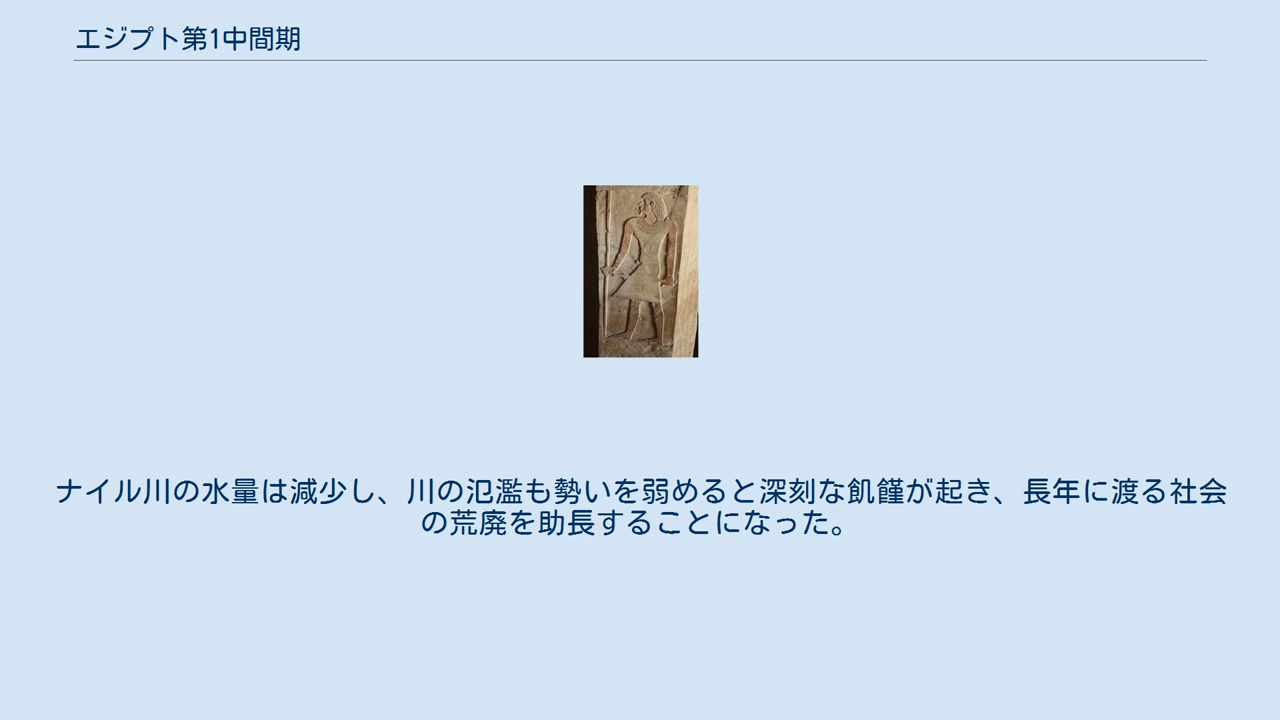 エジプト第1中間期
ナイル川の水量は減少し、川の氾濫も勢いを弱めると深刻な飢饉が起き、長年に渡る社会
の荒廃を助長することになった。